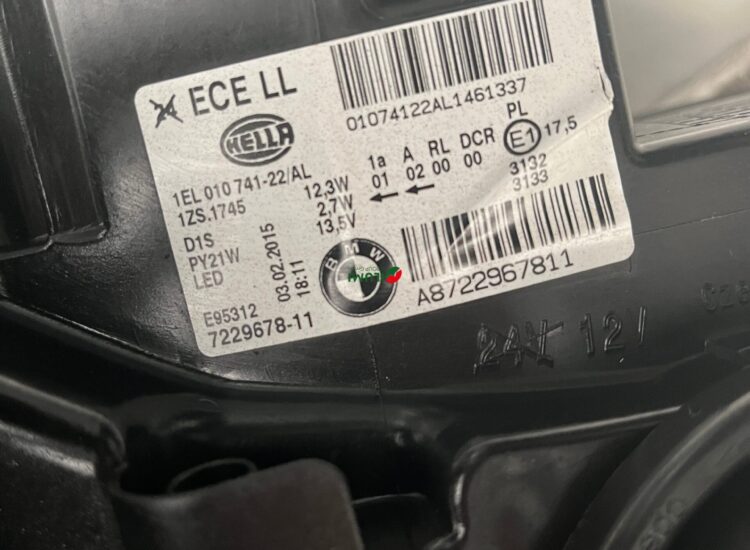 ECE LL
01074122AL1461337
HELLA
1EL 010 741-22/AL
1ZS.1745
12,3W
2,7W
13,5V
1a A RL DCR
01 02 00 00
PL
E1 17,5
3132
3133
D1S
PY21W
LED
03.02.2015
18:11
BMW
A8722967811
E95312
7229678-11
24V 12V